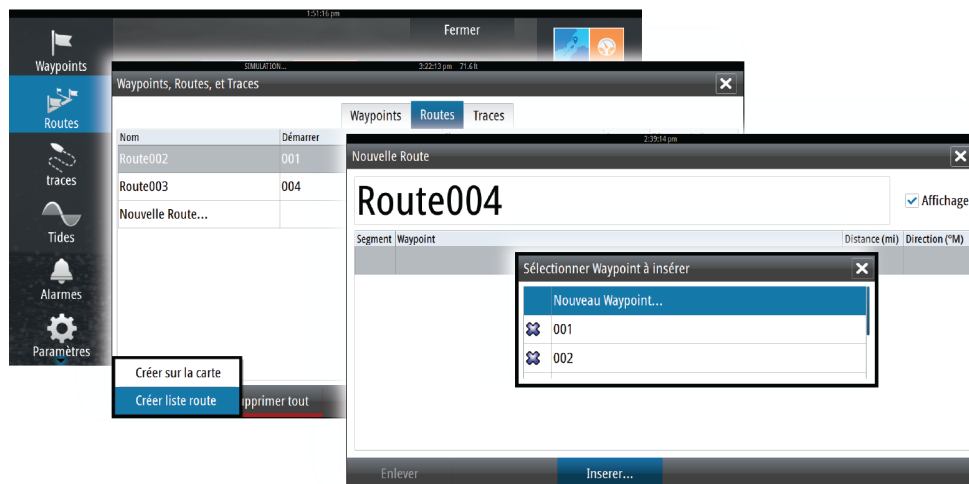 1:51:16 pm
Fermer
Waypoints
Routes
traces
Tides
Alarmes
Paramètres
SIMULATION...
3:22:13 pm 71.6 ft
Waypoints, Routes, et Traces
Waypoints Routes Traces
Nom Démarrer
Route002 001
Route003 004
Nouvelle Route...
Créer sur la carte
Créer liste route
upprimer tout
2:39:14 pm
Nouvelle Route
Route004
Affichage
Segment Waypoint Distance (mi) Direction (°M)
Sélectionner Waypoint à insérer
Nouveau Waypoint...
001
002
Enlever
Inserer...